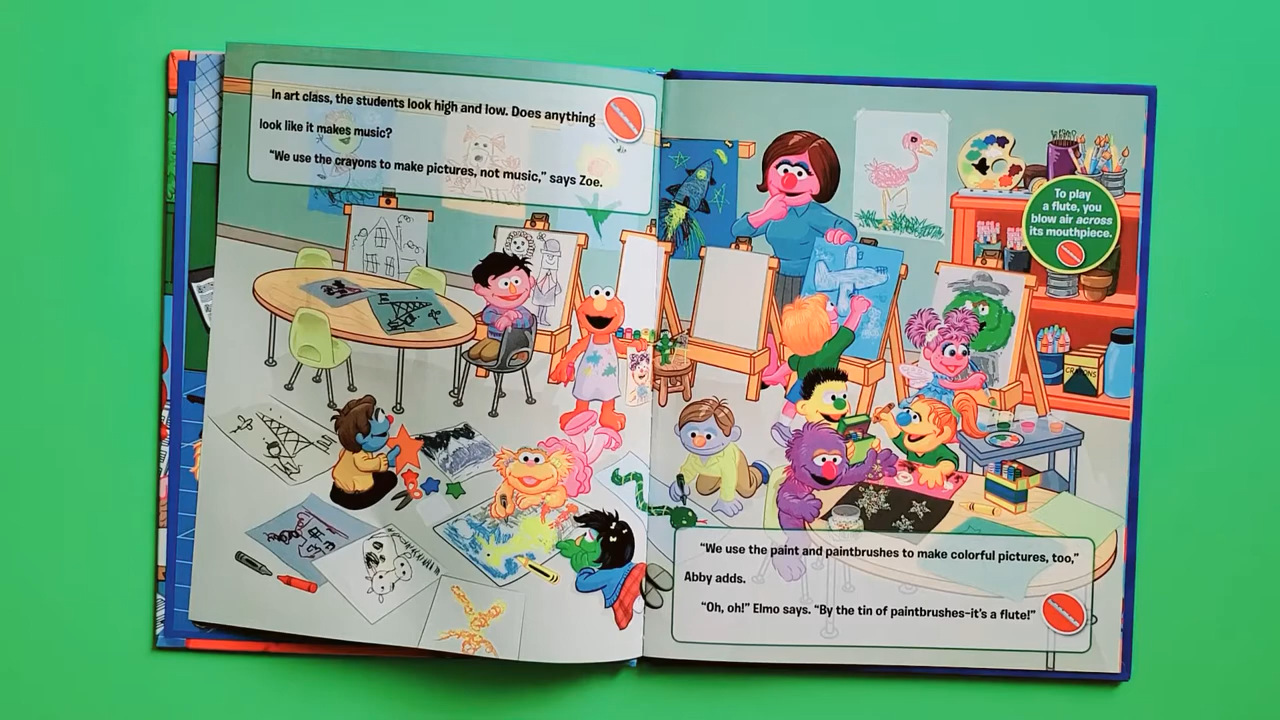 In art class, the students look high and low. Does anything
look like it makes music?
“We use the crayons to make pictures, not music,” says Zoe.
To play
a flute, you
blow air across
its mouthpiece.
CRAYONS
“We use the paint and paintbrushes to make colorful pictures, too,”
Abby adds.
“Oh, oh!” Elmo says. “By the tin of paintbrushes–it’s a flute!”